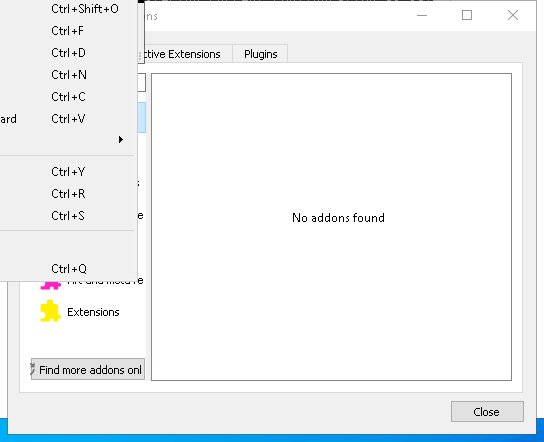 Ctrl+Shift+O
ons
Ctrl+F
Ctrl+D
ctive Extensions
Plugins
Ctrl+N
Ctrl+C
ard
Ctrl+V
Ctrl+Y
Ctrl+R
Ctrl+S
No addons found
Ctrl+Q
Extensions
Find more addons onl
Close